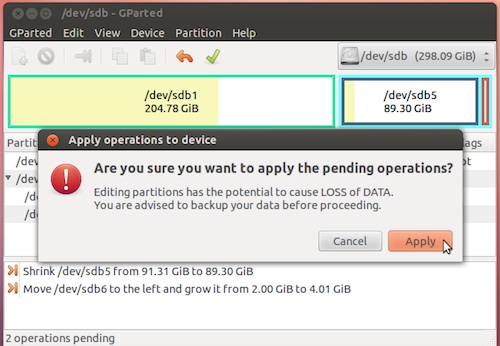 /dev/sdb - GParted
GParted Edit View Device Partition Help
/dev/sdb (298.09 GiB)
/dev/sdb1
204.78 GiB
/dev/sdb5
89.30 GiB
Apply operations to device
Are you sure you want to apply the pending operations?
Editing partitions has the potential to cause LOSS of DATA.
You are advised to backup your data before proceeding.
Cancel Apply
Shrink /dev/sdb5 from 91.31 GiB to 89.30 GiB
Move /dev/sdb6 to the left and grow it from 2.00 GiB to 4.01 GiB
2 operations pending